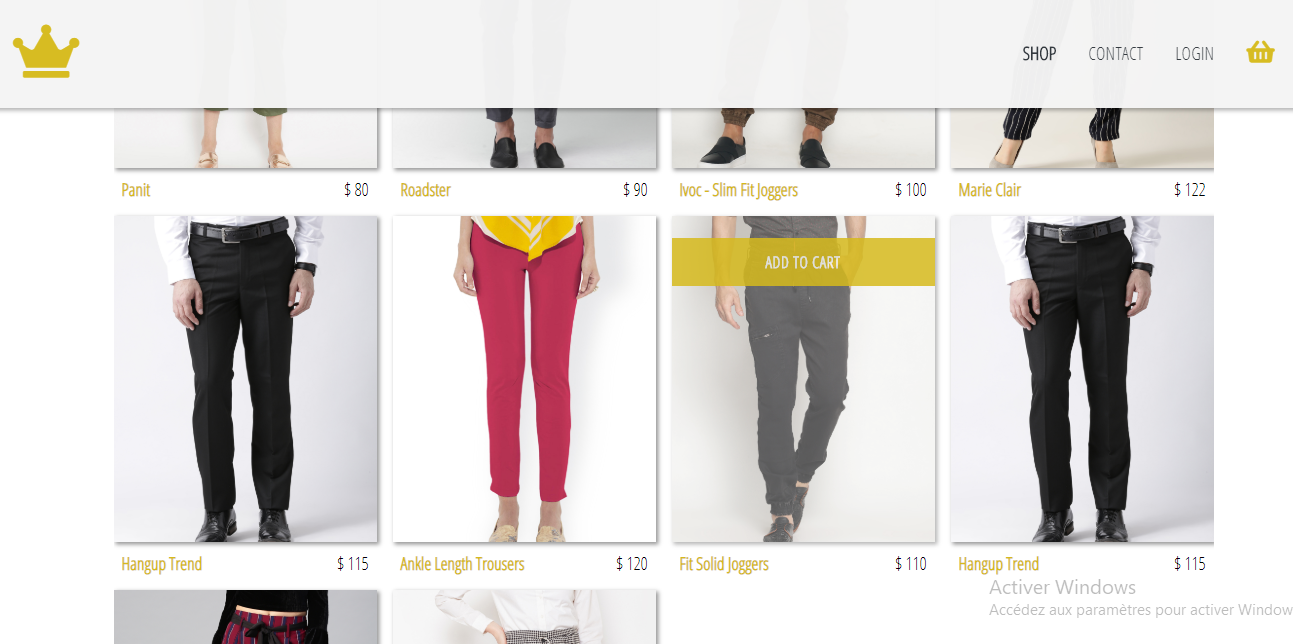 SHOP CONTACT LOGIN
Panit $ 80 Roadster $ 90 Ivoc - Slim Fit Joggers $ 100 Marie Clair $ 122
ADD TO CART
Hangup Trend $ 115 Ankle Length Trousers $ 120 Fit Solid Joggers $ 110 Hangup Trend $ 115
Activer Windows
Accédez aux paramètres pour activer Window